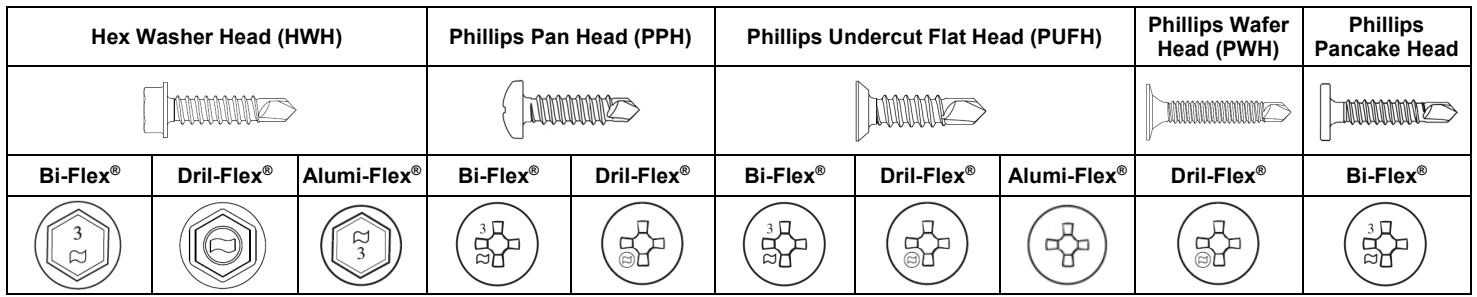 Hex Washer Head (HWH)
Phillips Pan Head (PPH)
Phillips Undercut Flat Head (PUFH)
Phillips Wafer
Head (PWH)
Phillips
Pancake Head
Bi-Flex®
Dril-Flex®
Alumi-Flex®
Bi-Flex®
Dril-Flex®
Bi-Flex®
Dril-Flex®
Alumi-Flex®
Dril-Flex®
Bi-Flex®
3
3
3
3
3